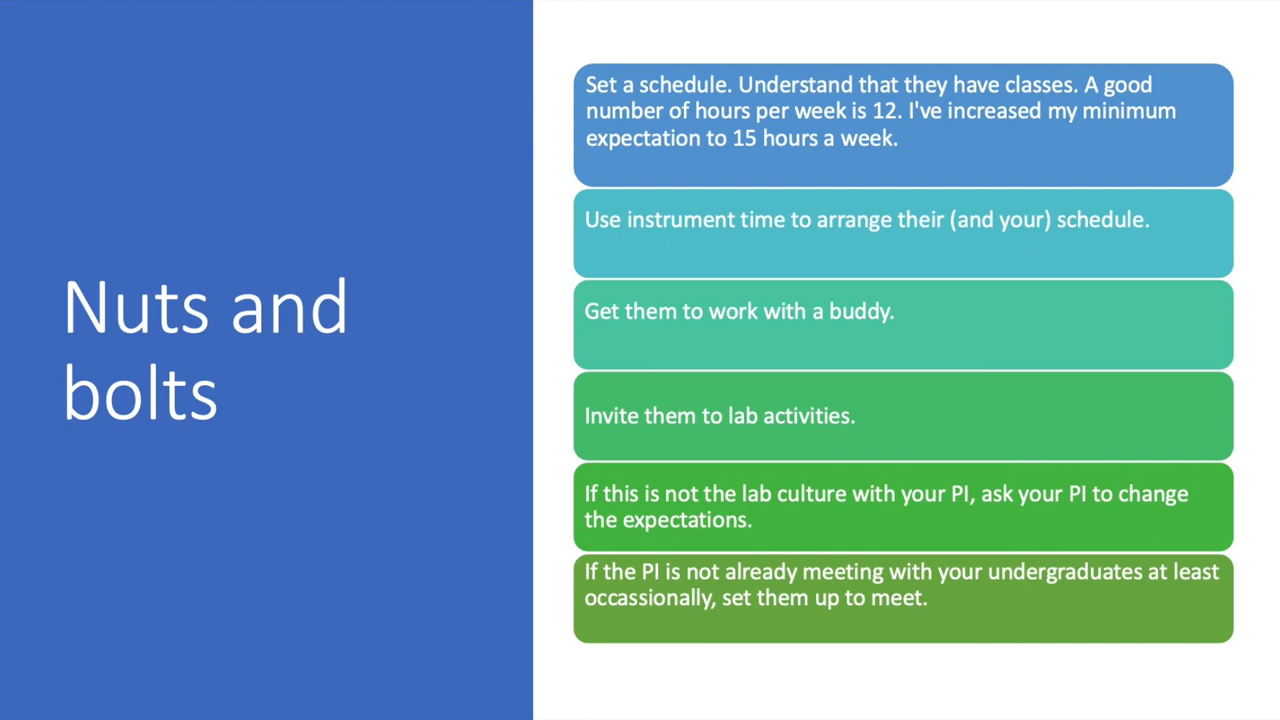 Nuts and
bolts
Set a schedule. Understand that they have classes. A good
number of hours per week is 12. I've increased my minimum
expectation to 15 hours a week.
Use instrument time to arrange their (and your) schedule.
Get them to work with a buddy.
Invite them to lab activities.
If this is not the lab culture with your PI, ask your PI to change
the expectations.
If the PI is not already meeting with your undergraduates at least
occassionally, set them up to meet.